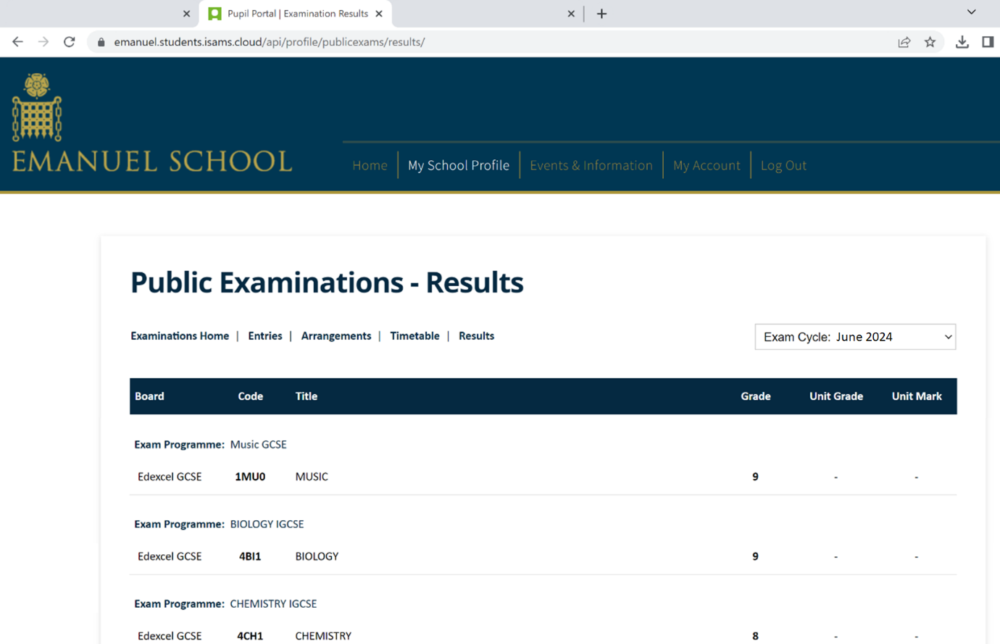 Pupil Portal | Examination Results
emanuel.students.isams.cloud/api/profile/publicexams/results/
EMANUEL SCHOOL
Home My School Profile Events & Information My Account Log Out
Public Examinations - Results
Examinations Home | Entries | Arrangements | Timetable | Results
Exam Cycle: June 2024
Board Code Title Grade Unit Grade Unit Mark
Exam Programme: Music GCSE
Edexcel GCSE 1MU0 MUSIC 9 - -
Exam Programme: BIOLOGY IGCSE
Edexcel GCSE 4BI1 BIOLOGY 9 - -
Exam Programme: CHEMISTRY IGCSE
Edexcel GCSE 4CH1 CHEMISTRY 8 - -